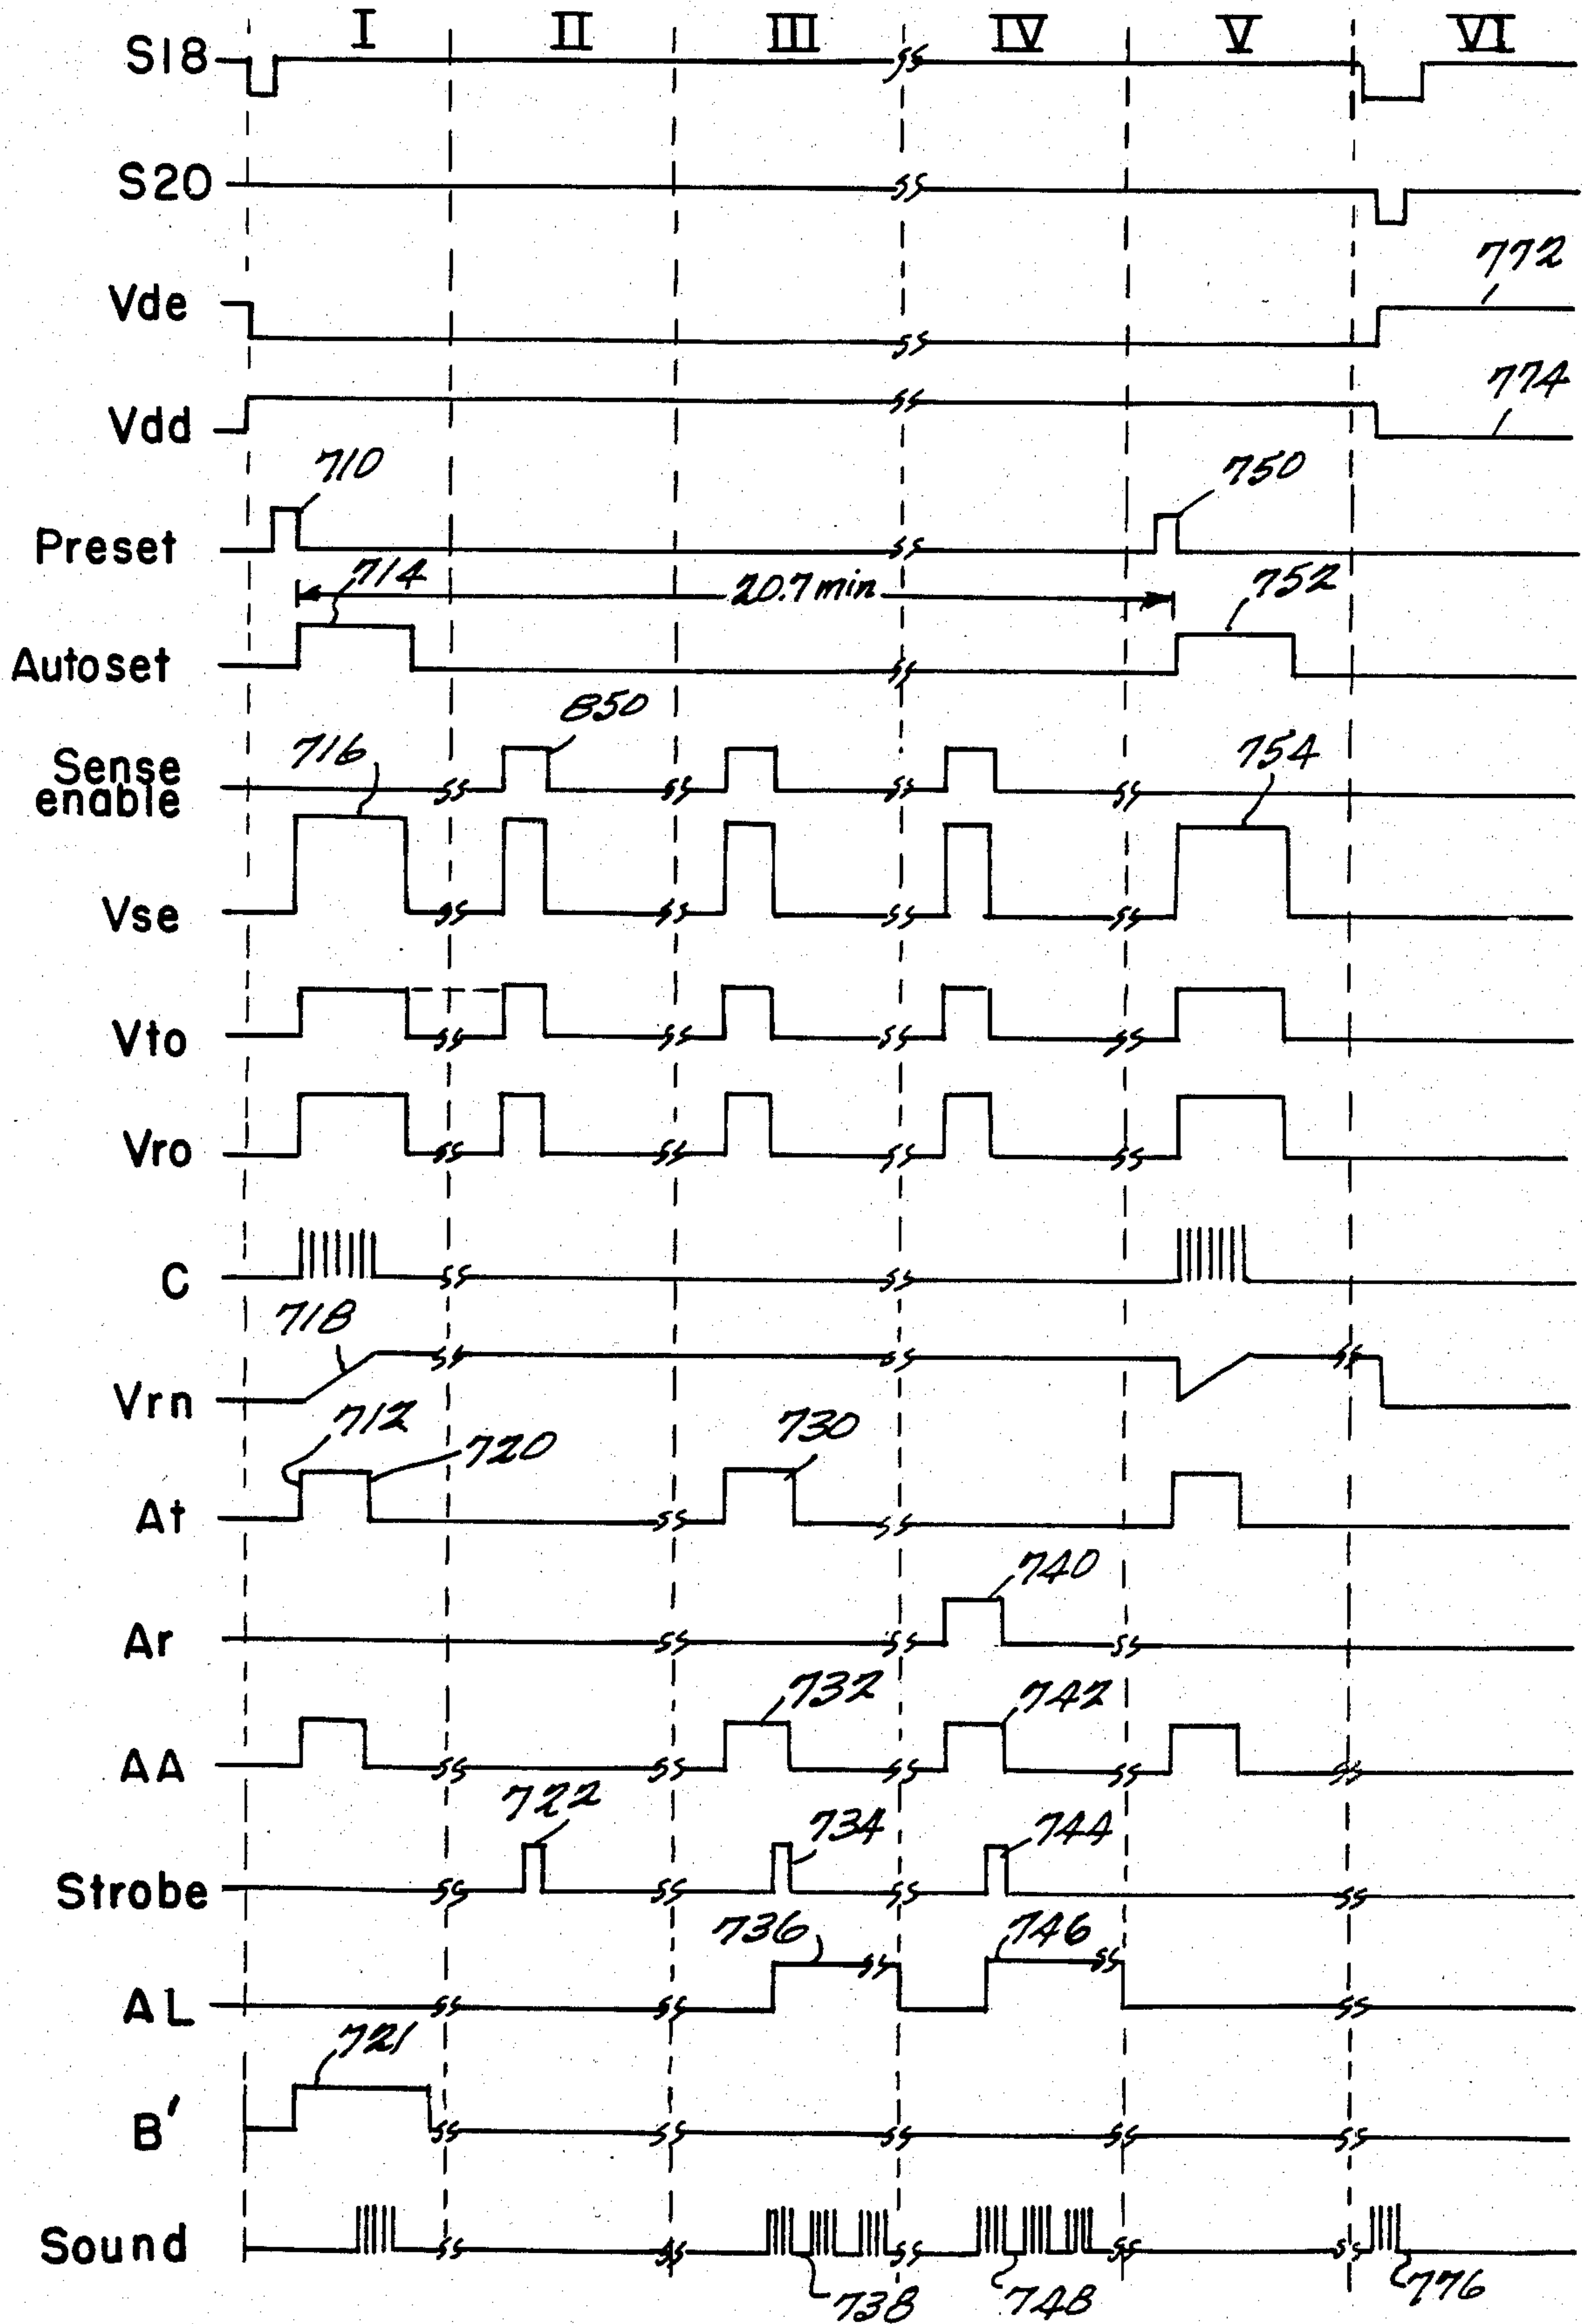 I II III IV V VI
S18
S20
772
Vde
774
Vdd
710 750
Preset
714 20.7 min 752
Autoset
850
716 754
Sense
enable
Vse
Vto
Vro
C
718
Vrn
712 720 730
At
740
Ar
732 742
AA
722 734 744
Strobe
736 746
AL
721
B'
Sound
738 748 776